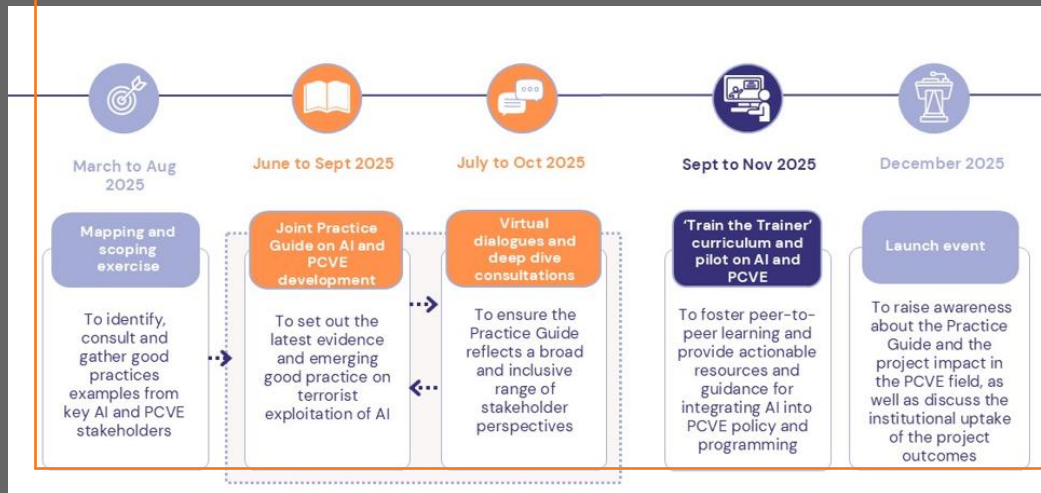 March to Aug
2025
June to Sept 2025
July to Oct 2025
Sept to Nov 2025
December 2025
Mapping and
scoping
exercise
To identify,
consult and
gather good
practices
examples from
key AI and PCVE
stakeholders
Joint Practice
Guide on AI and
PCVE
development
To set out the
latest evidence
and emerging
good practice on
terrorist
exploitation of AI
Virtual
dialogues and
deep dive
consultations
To ensure the
Practice Guide
reflects a broad
and inclusive
range of
stakeholder
perspectives
‘Train the Trainer’
curriculum and
pilot on AI and
PCVE
To foster peer-to-
peer learning and
provide actionable
resources and
guidance for
integrating AI into
PCVE policy and
programming
Launch event
To raise awareness
about the Practice
Guide and the
project impact in
the PCVE field, as
well as discuss the
institutional uptake
of the project
outcomes